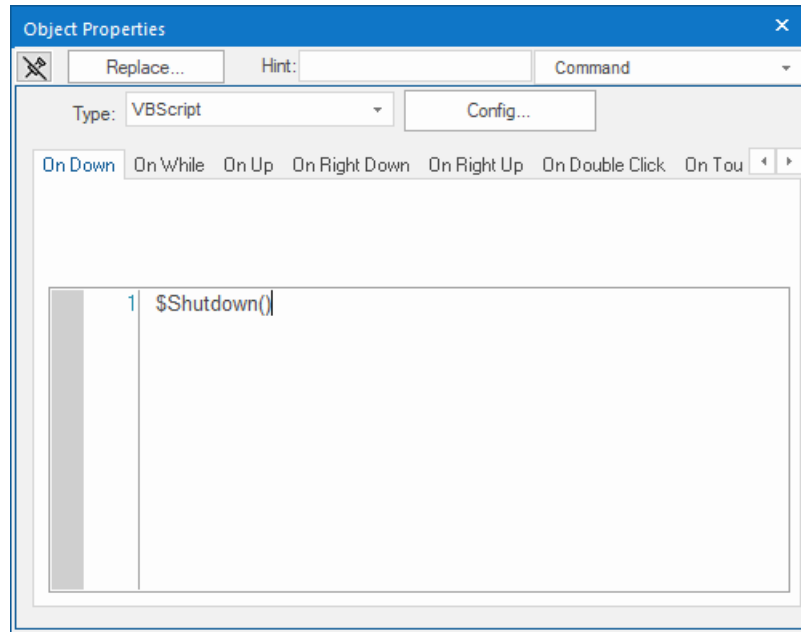 Object Properties
Replace... Hint: Command
Type: VBScript Config...
On Down On While On Up On Right Down On Right Up On Double Click On Tou
1 $Shutdown()